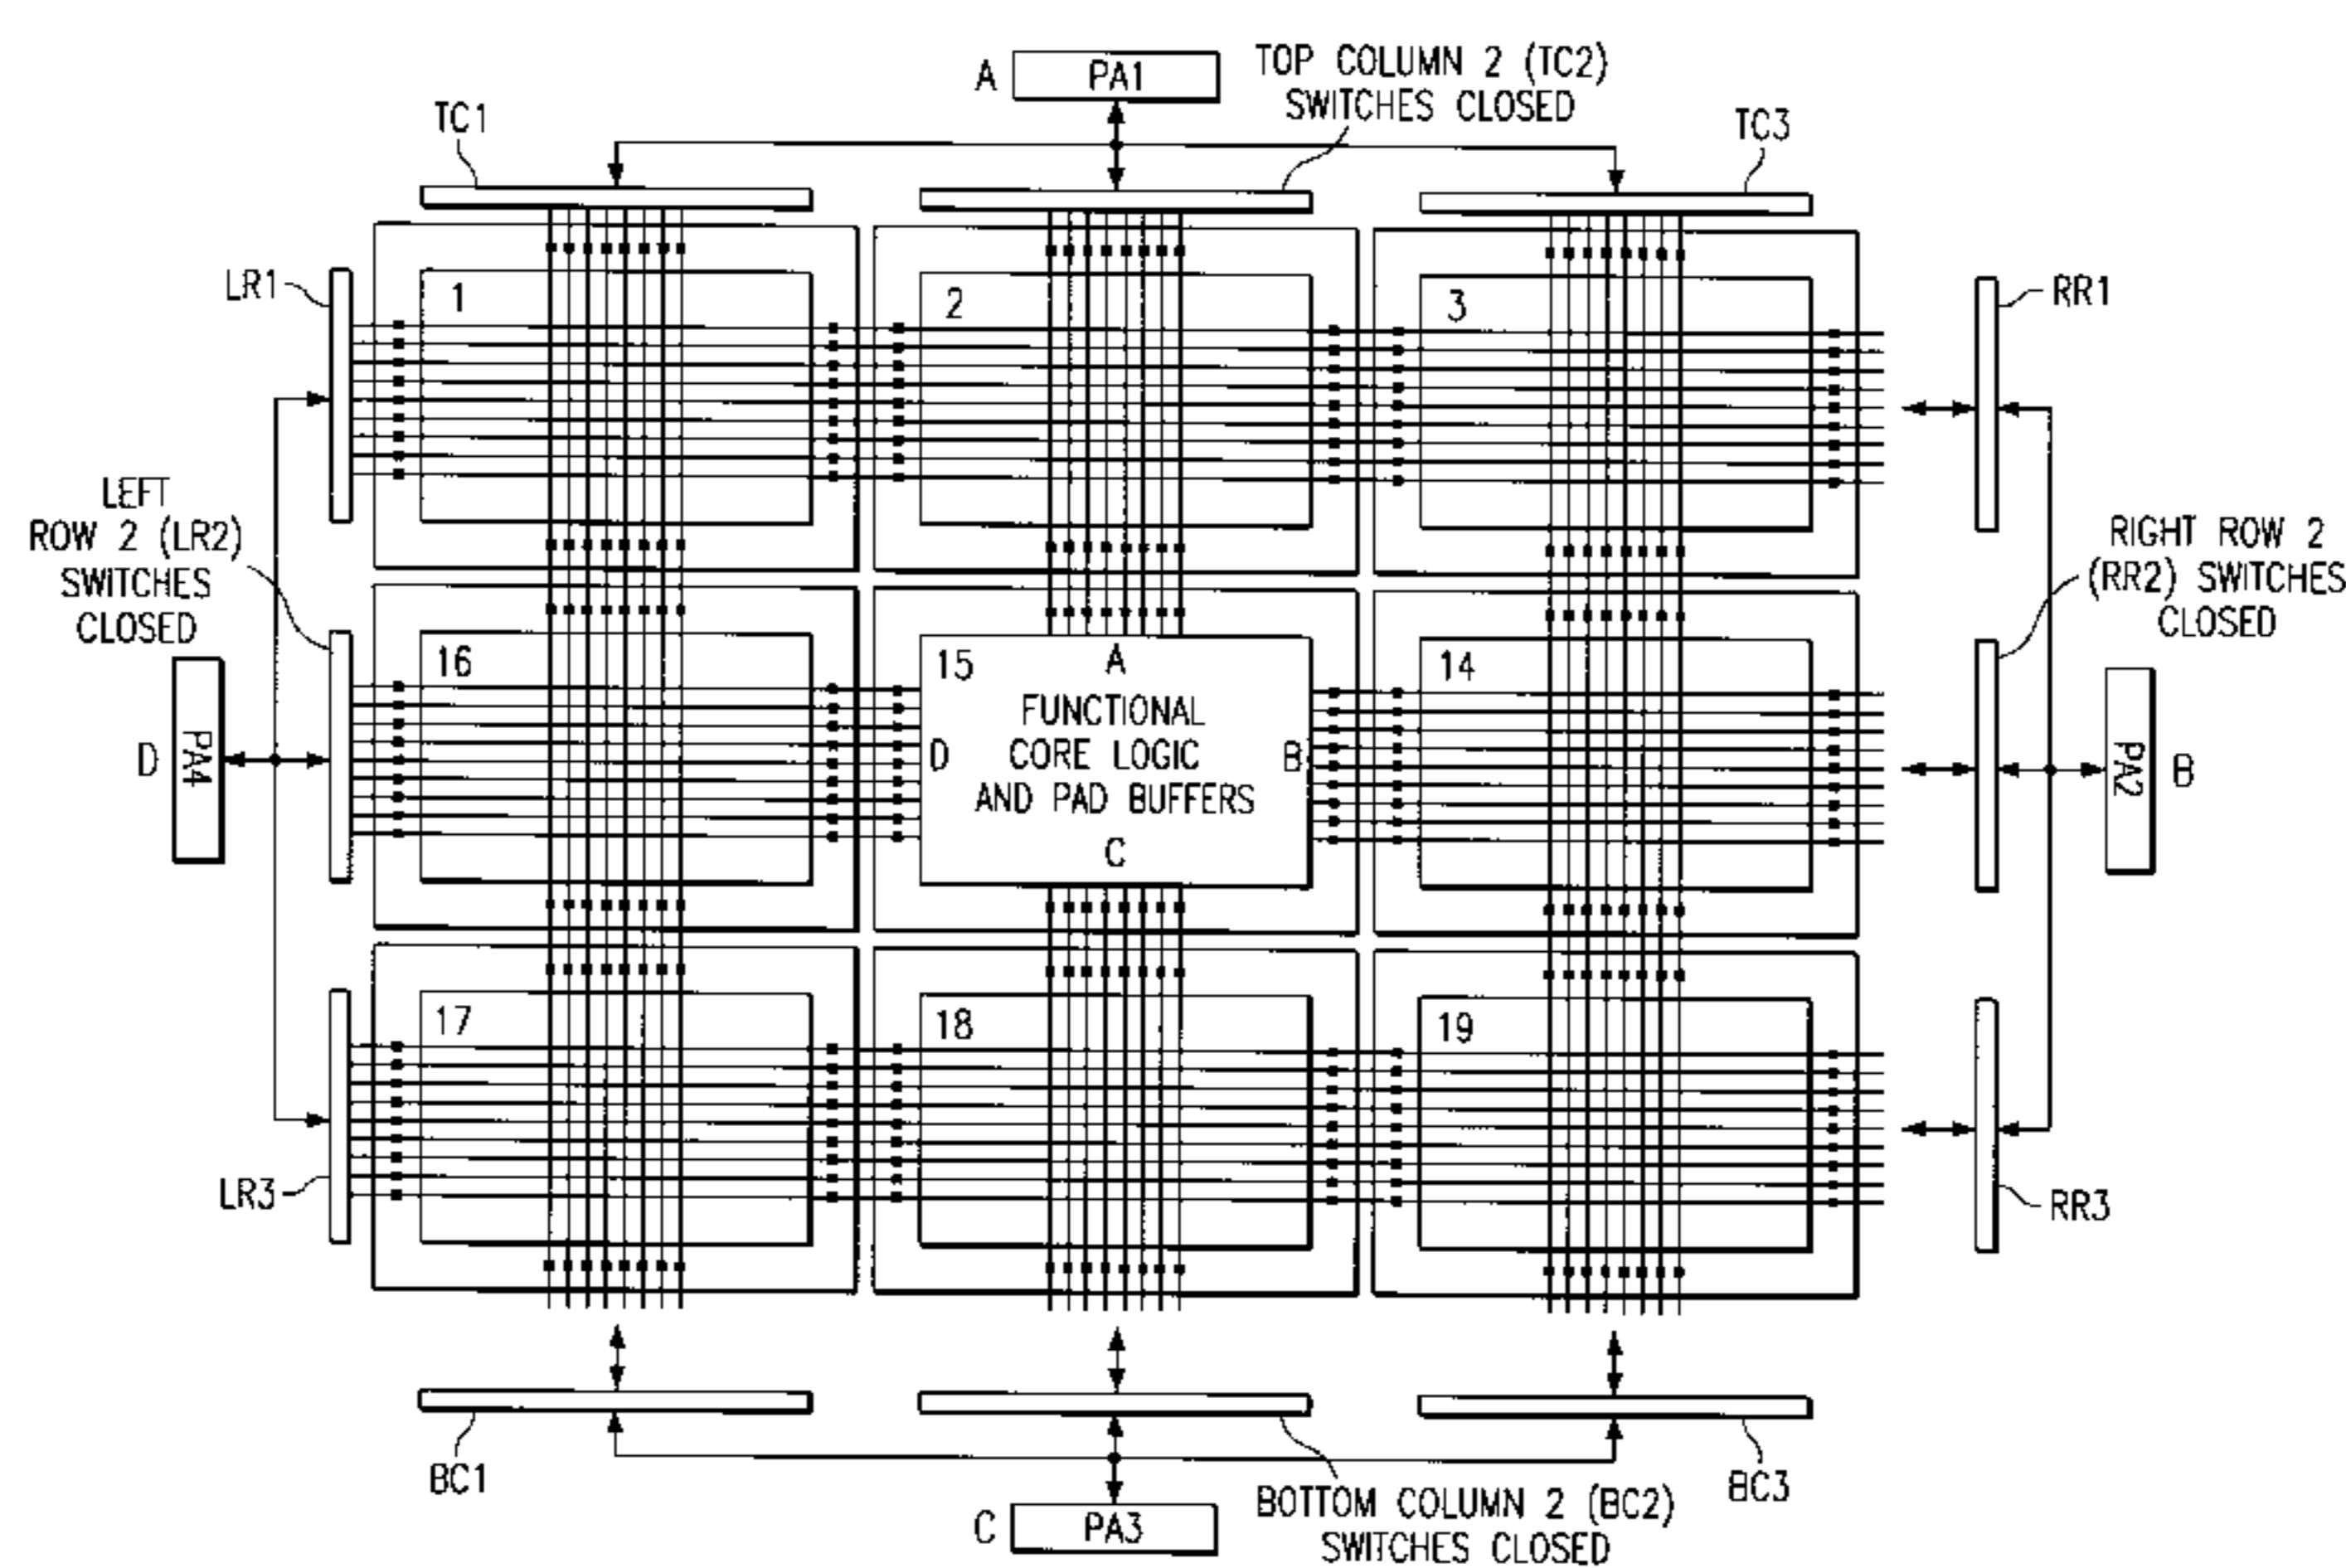 A
PA1
TOP COLUMN 2 (TC2)
SWITCHES CLOSED
TC1
TC3
LR1
1
2
3
RR1
LEFT
ROW 2 (LR2)
SWITCHES
CLOSED
RIGHT ROW 2
(RR2) SWITCHES
CLOSED
D
PA4
16
15
A
FUNCTIONAL
CORE LOGIC
AND PAD BUFFERS
D
B
C
14
PA2
B
LR3
17
18
19
RR3
BC1
BOTTOM COLUMN 2 (BC2)
SWITCHES CLOSED
BC3
C
PA3